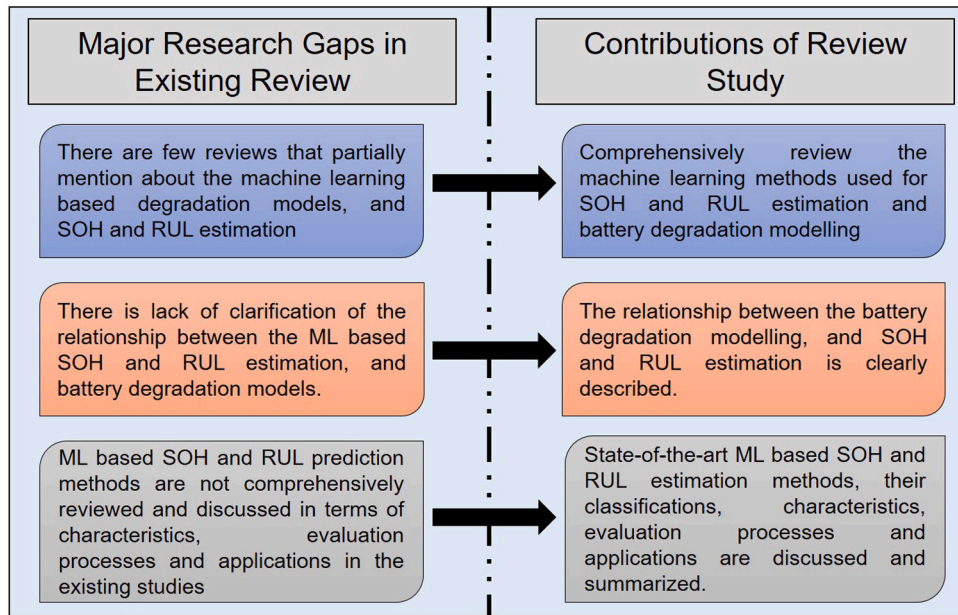 Major Research Gaps in
Existing Review
Contributions of Review
Study
There are few reviews that partially
mention about the machine learning
based degradation models, and
SOH and RUL estimation
Comprehensively review the
machine learning methods used for
SOH and RUL estimation and
battery degradation modelling
There is lack of clarification of the
relationship between the ML based
SOH and RUL estimation, and
battery degradation models.
The relationship between the battery
degradation modelling, and SOH
and RUL estimation is clearly
described.
ML based SOH and RUL prediction
methods are not comprehensively
reviewed and discussed in terms of
characteristics, evaluation
processes and applications in the
existing studies
State-of-the-art ML based SOH and
RUL estimation methods, their
classifications, characteristics,
evaluation processes and
applications are discussed and
summarized.